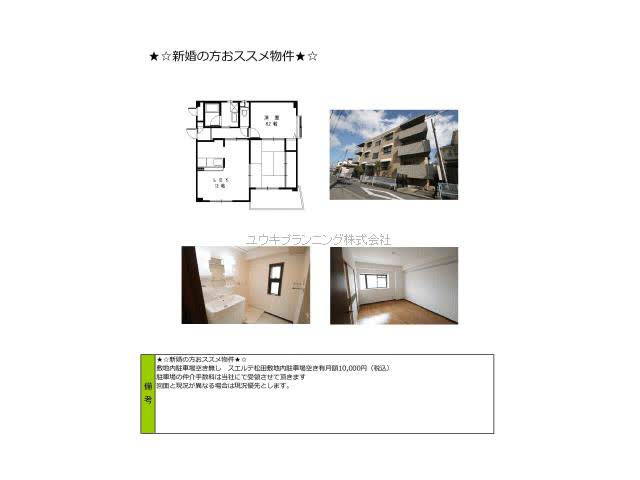 ★☆新婚の方おススメ物件★☆
洋室
6.2帖
LDK
ユウキプランニング株式会社
備考
★☆新婚の方おススメ物件★☆
敷地内駐車場空き無し　スエルテ松田敷地内駐車場空き有月額10,000円（税込）
駐車場の仲介手数料は当社にて受領させて頂きます
図面と現況が異なる場合は現況優先とします。